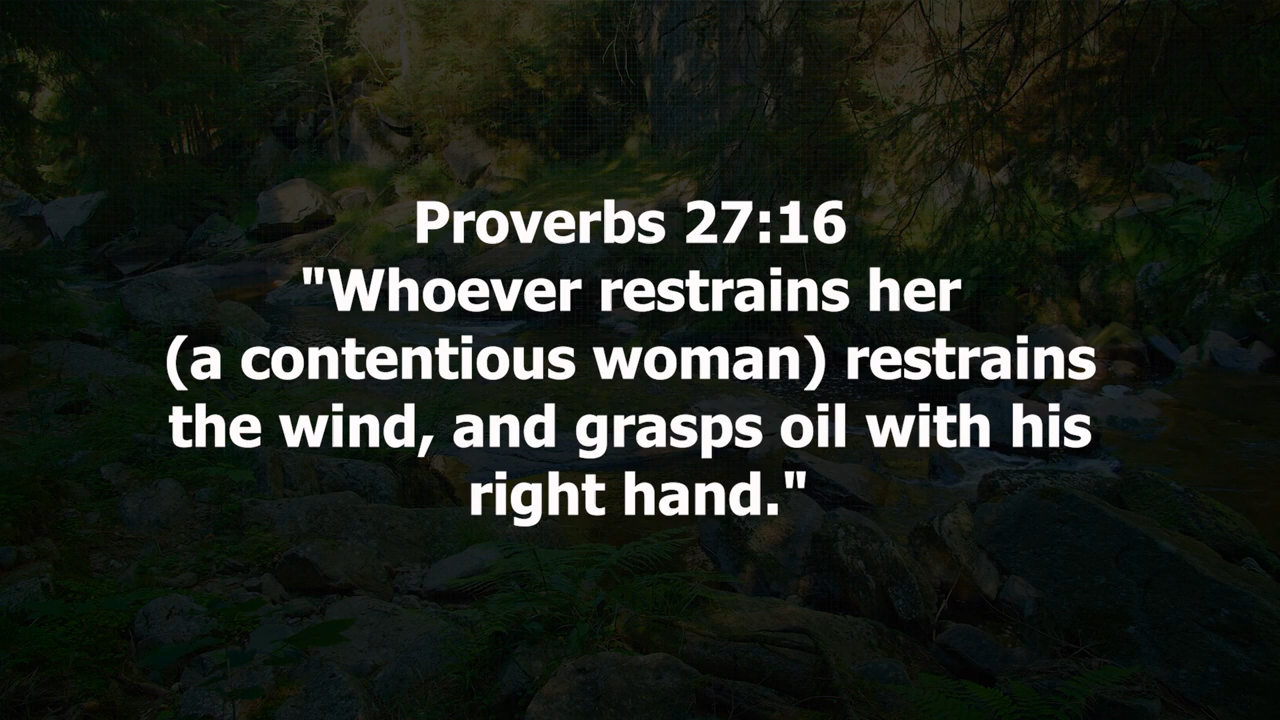 Proverbs 27:16
"Whoever restrains her
(a contentious woman) restrains
the wind, and grasps oil with his
right hand."